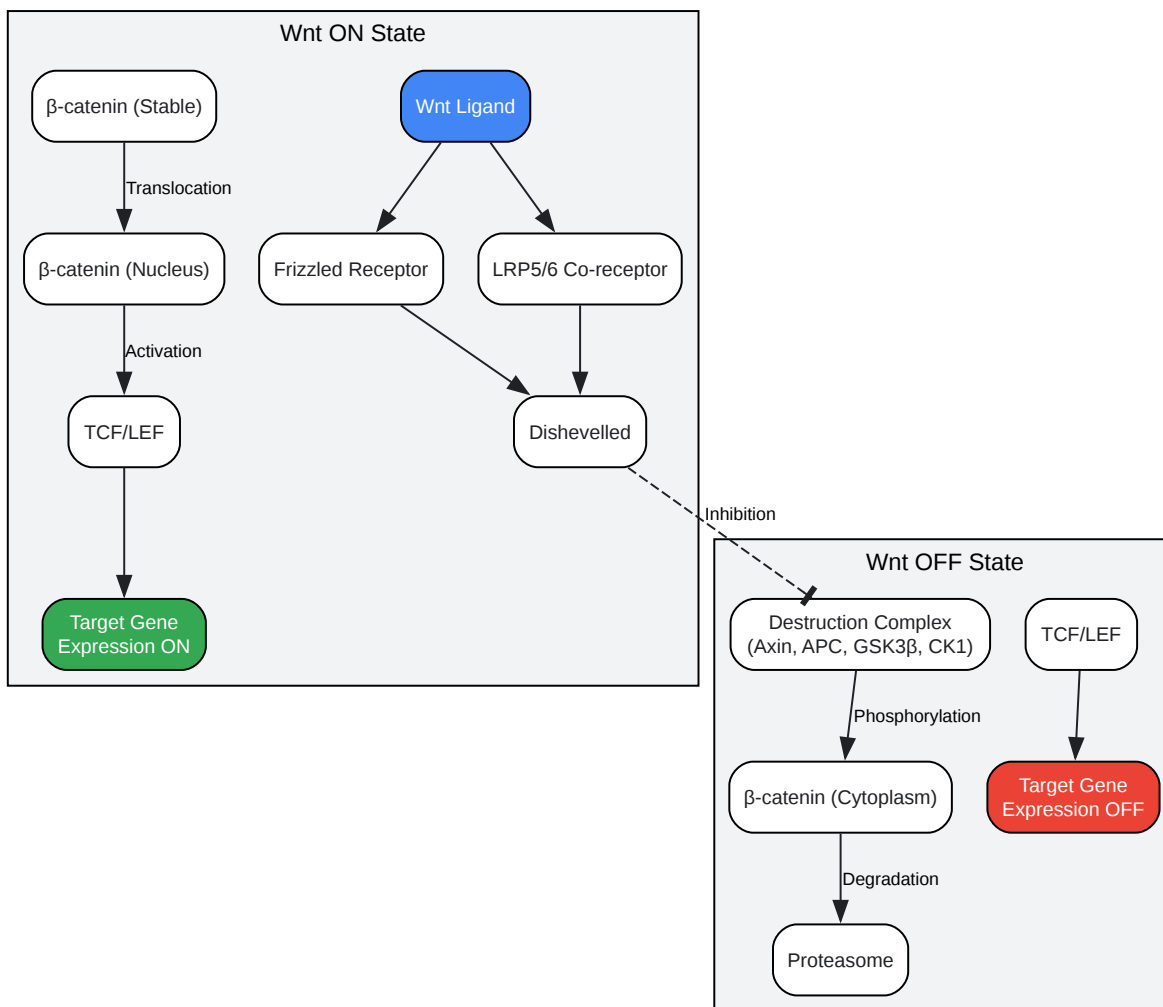 Wnt ON State
β-catenin (Stable)
Wnt Ligand
Translocation
β-catenin (Nucleus)
Frizzled Receptor
LRP5/6 Co-receptor
Activation
TCF/LEF
Dishevelled
Inhibition
Target Gene
Expression ON
Wnt OFF State
Destruction Complex
(Axin, APC, GSK3β, CK1)
TCF/LEF
Phosphorylation
β-catenin (Cytoplasm)
Target Gene
Expression OFF
Degradation
Proteasome